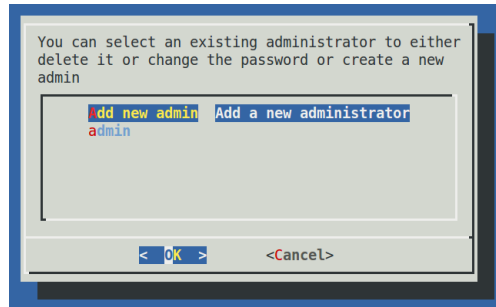 You can select an existing administrator to either
delete it or change the password or create a new
admin
Add new admin  Add a new administrator
admin
<  OK  >  <Cancel>